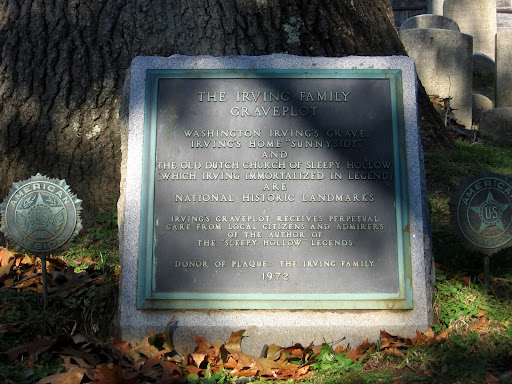 THE IRVING FAMILY
GRAVEPLOT
WASHINGTON IRVING'S GRAVE,
IRVING'S HOME "SUNNYSIDE"
AND
THE OLD DUTCH CHURCH OF SLEEPY HOLLOW
(WHICH IRVING IMMORTALIZED IN LEGEND)
ARE
NATIONAL HISTORIC LANDMARKS
IRVING'S GRAVEPLOT RECEIVES PERPETUAL
CARE FROM LOCAL CITIZENS AND ADMIRERS
OF THE AUTHOR OF
THE "SLEEPY HOLLOW" LEGENDS
DONOR OF PLAQUE: THE IRVING FAMILY
1972
AMERICAN
AMERICAN
US